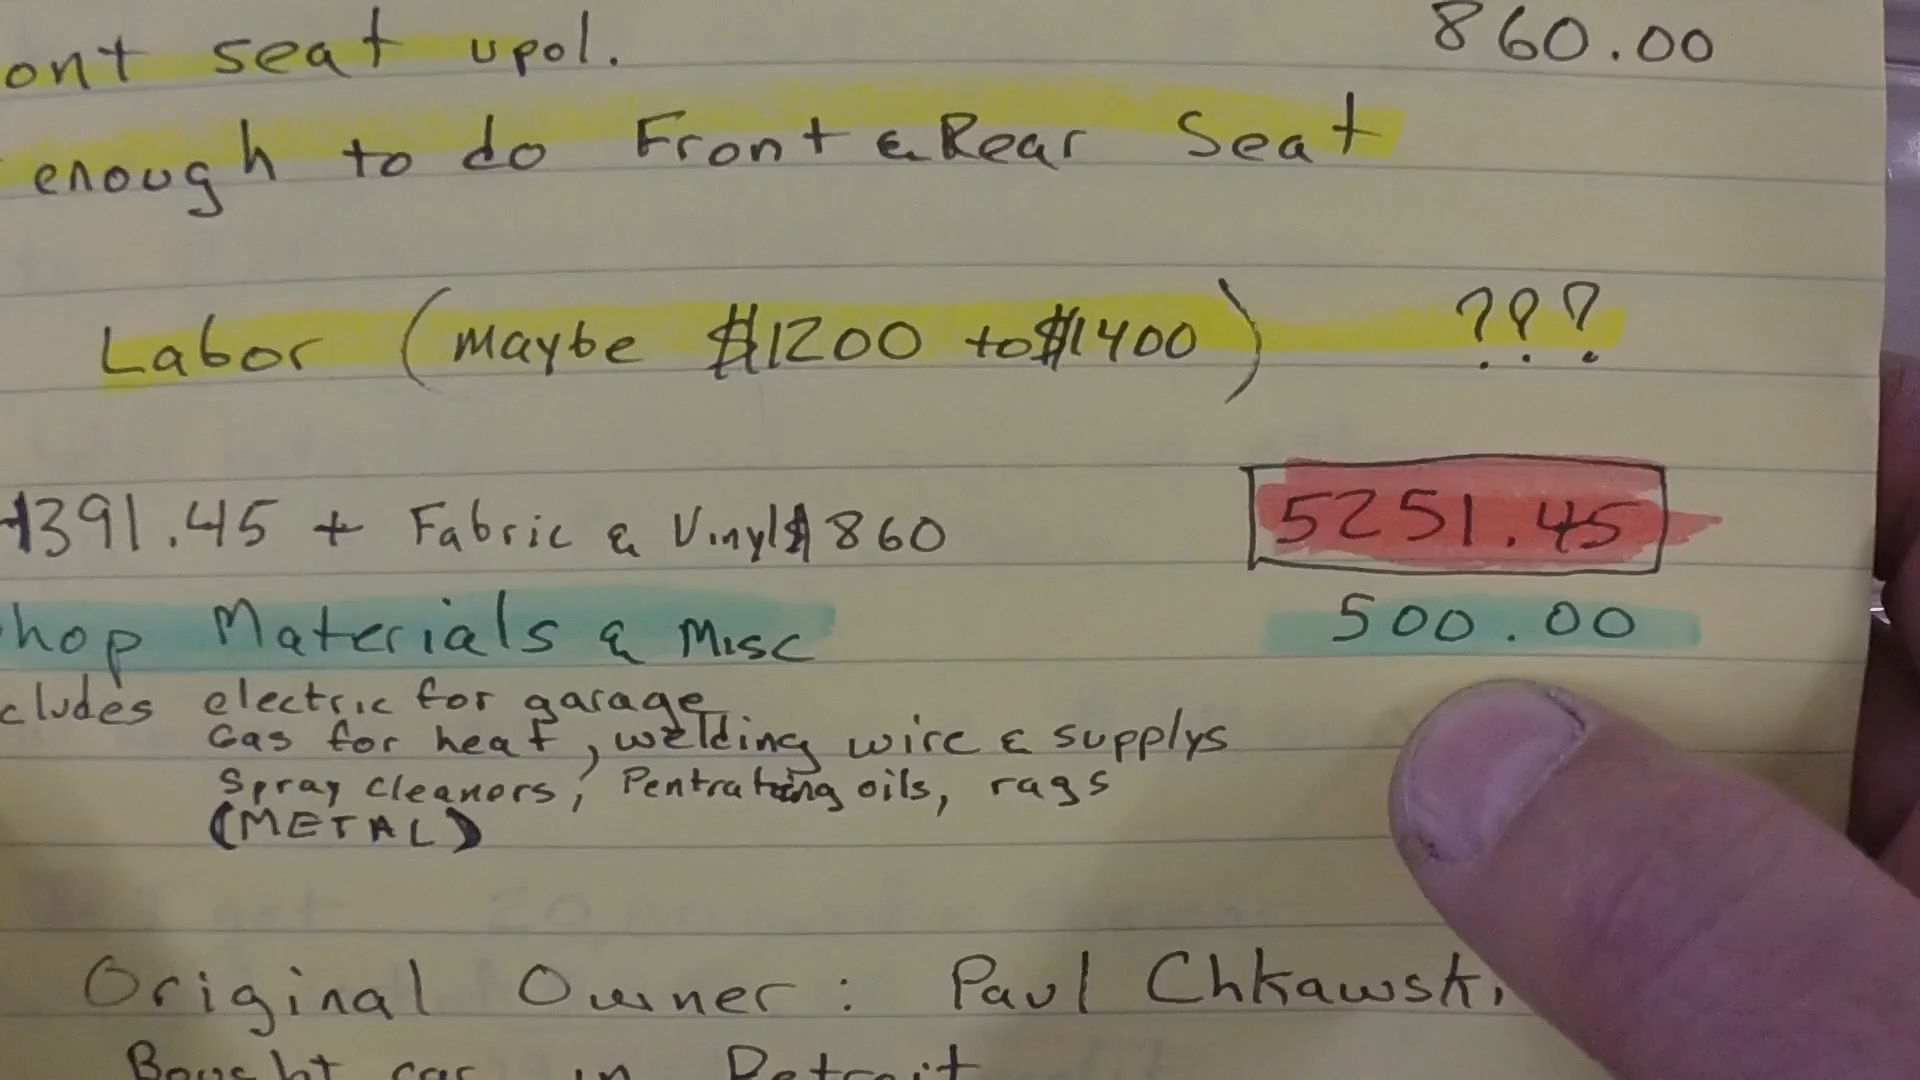 ont seat upol. 860.00
enough to do Front & Rear Seat
Labor (Maybe $1200 to $1400) ???
391.45 + Fabric & Vinyl $860 5251.45
hop Materials & Misc 500.00
cludes electric for garage
Gas for heat, welding wire & supplys
Spray cleaners, Pentrating oils, rags
(METAL)
Original Owner: Paul Chkawski
Bought car in Detroit